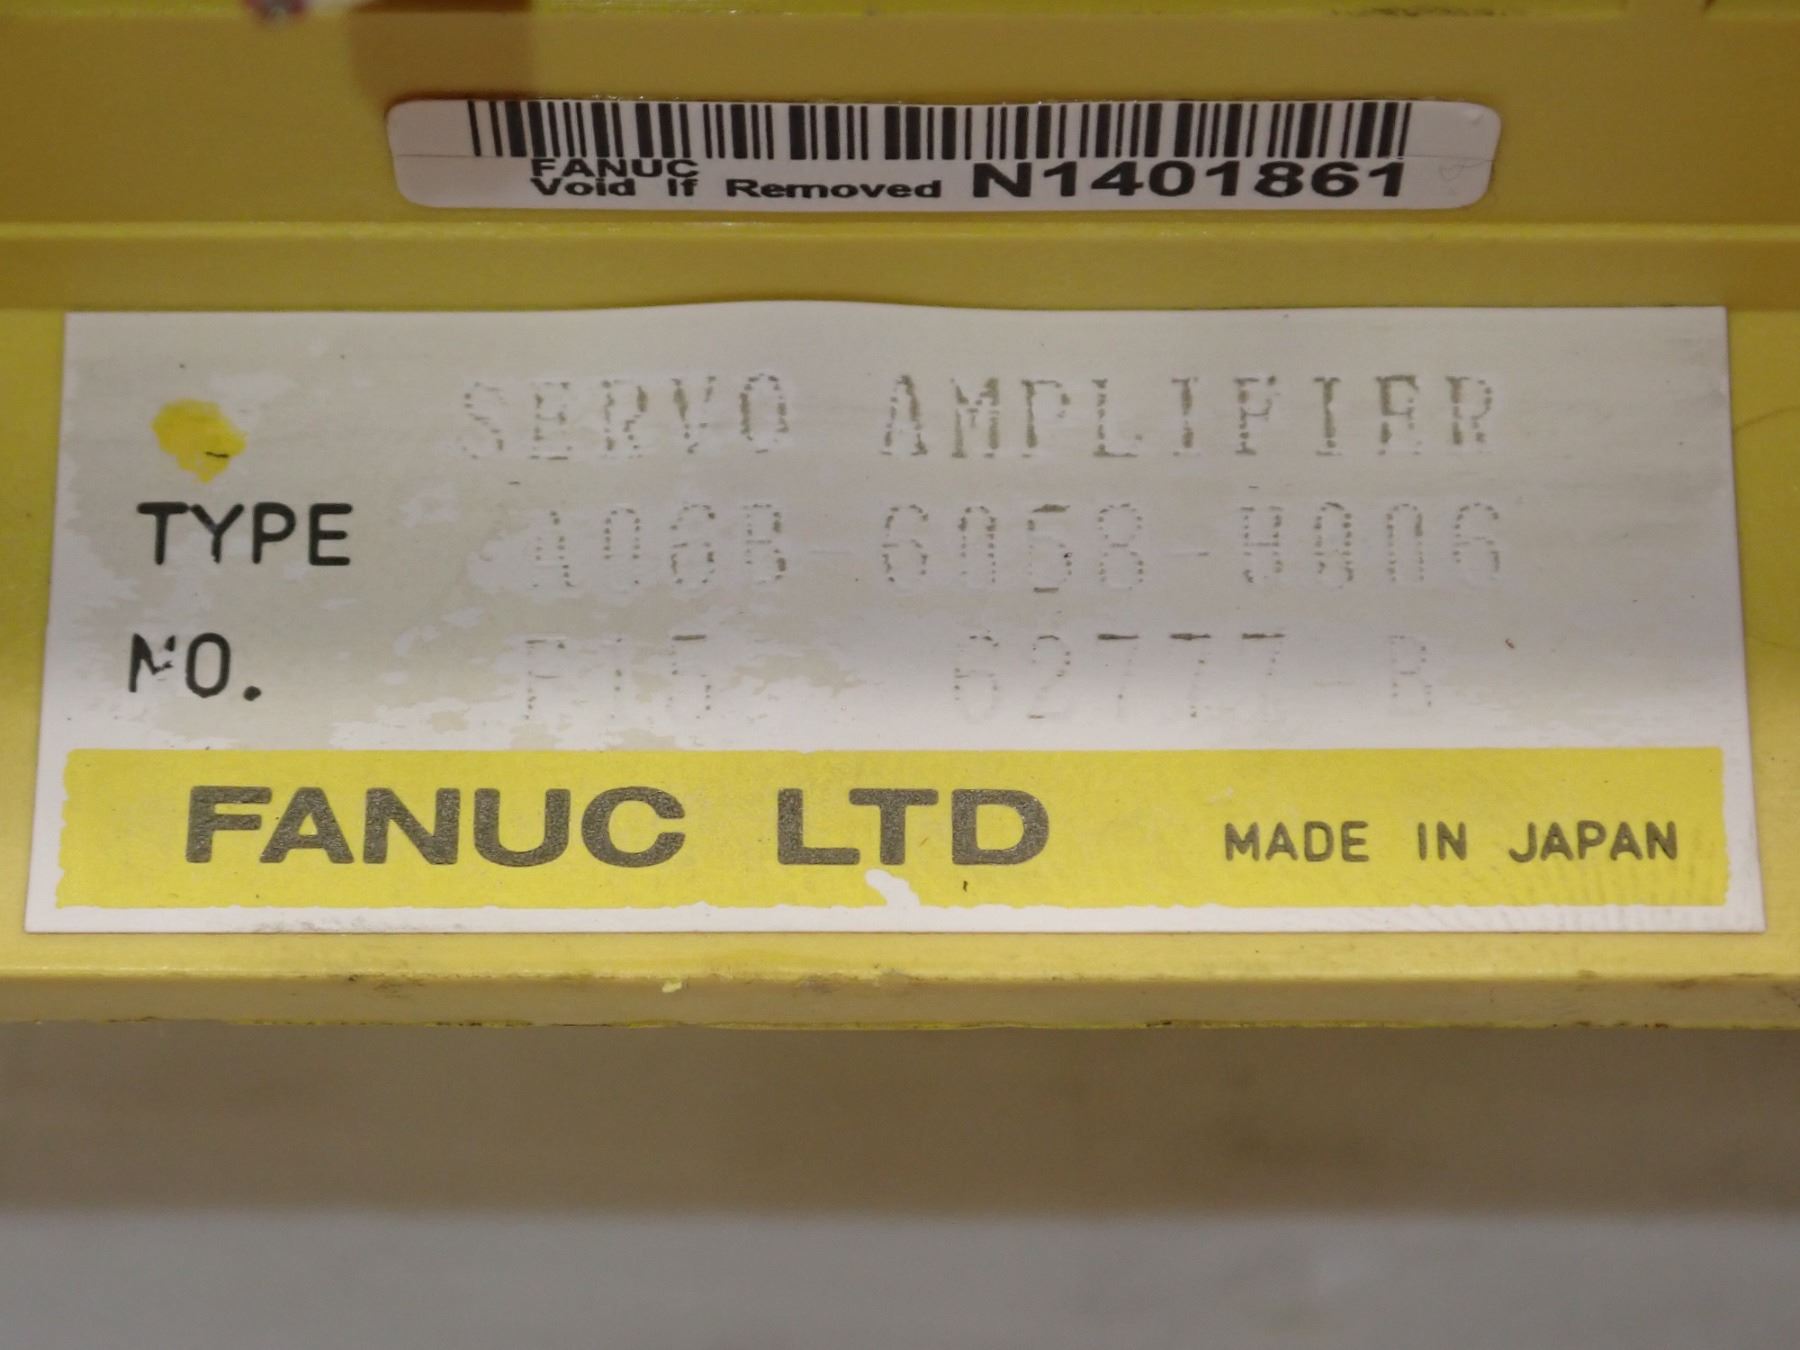 FANUC
Void If Removed N1401861
SERVO AMPLIFIER
TYPE A06B-6058-H006
NO.
FANUC LTD MADE IN JAPAN